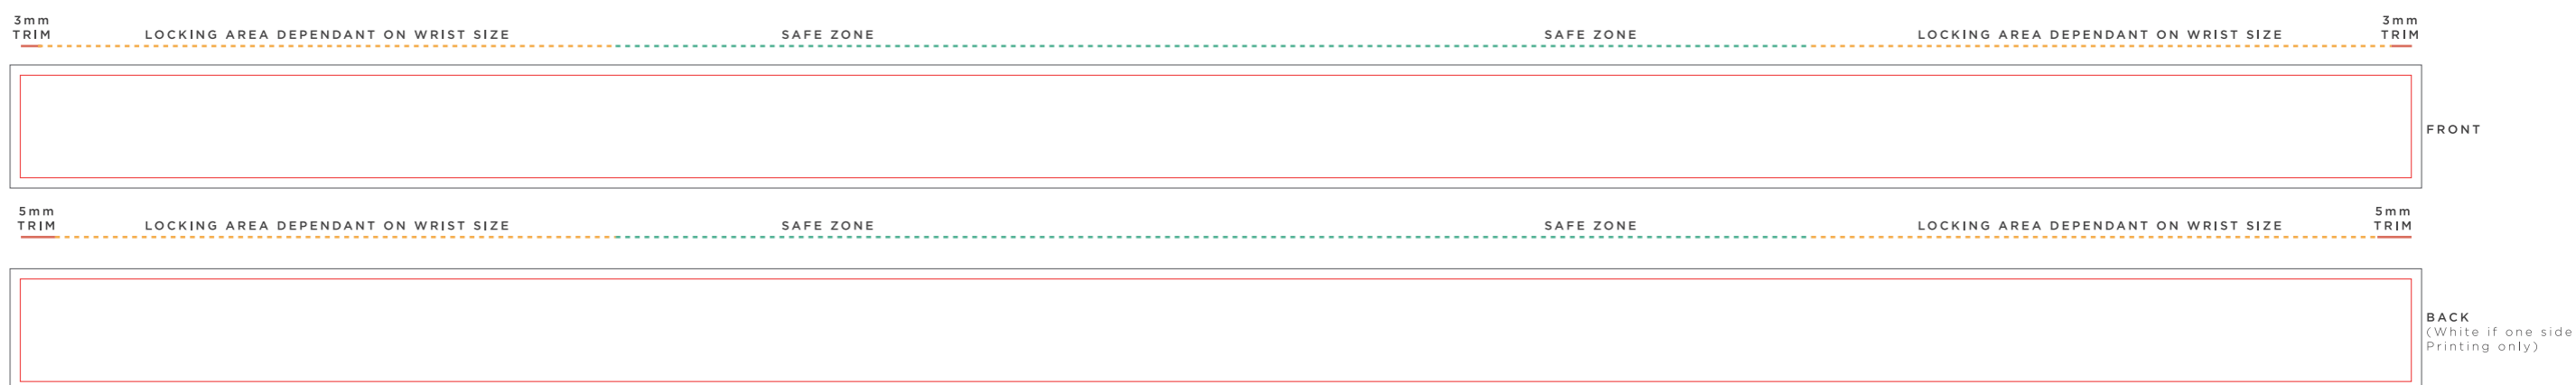 3mm
TRIM
LOCKING AREA DEPENDANT ON WRIST SIZE
SAFE ZONE
SAFE ZONE
LOCKING AREA DEPENDANT ON WRIST SIZE
3mm
TRIM
FRONT
5mm
TRIM
LOCKING AREA DEPENDANT ON WRIST SIZE
SAFE ZONE
SAFE ZONE
LOCKING AREA DEPENDANT ON WRIST SIZE
5mm
TRIM
BACK
(White if one side
Printing only)